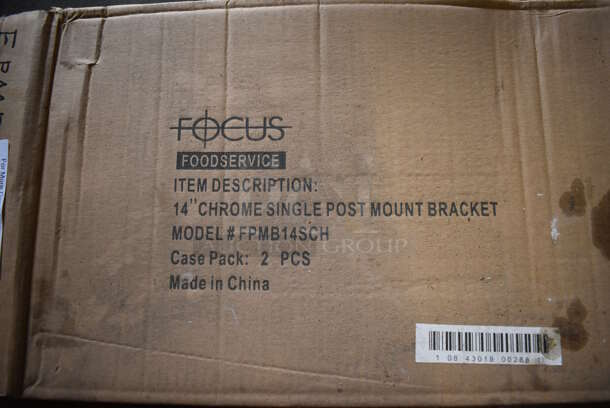 FOCUS
FOODSERVICE
ITEM DESCRIPTION:
14" CHROME SINGLE POST MOUNT BRACKET
MODEL # FPMB14SCH
Case Pack: 2 PCS
Made in China
GROUP